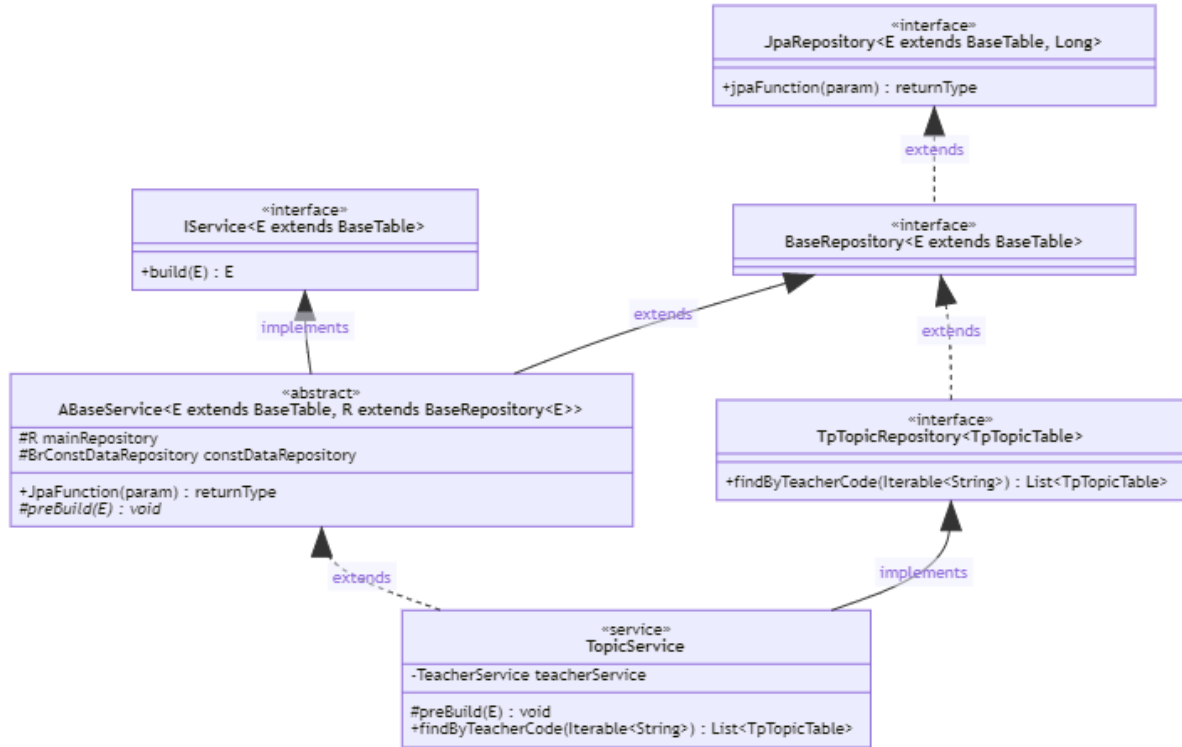 «interface»
JpaRepository<E extends BaseTable, Long>
+jpaFunction(param) : returnType
extends
«interface»
IService<E extends BaseTable>
+build(E) : E
«interface»
BaseRepository<E extends BaseTable>
implements
extends
extends
«abstract»
ABaseService<E extends BaseTable, R extends BaseRepository<E>>
#R mainRepository
#BrConstDataRepository constDataRepository
+JpaFunction(param) : returnType
#preBuild(E) : void
«interface»
TpTopicRepository<TpTopicTable>
+findByTeacherCode(Iterable<String>) : List<TpTopicTable>
extends
implements
«service»
TopicService
-TeacherService teacherService
#preBuild(E) : void
+findByTeacherCode(Iterable<String>) : List<TpTopicTable>